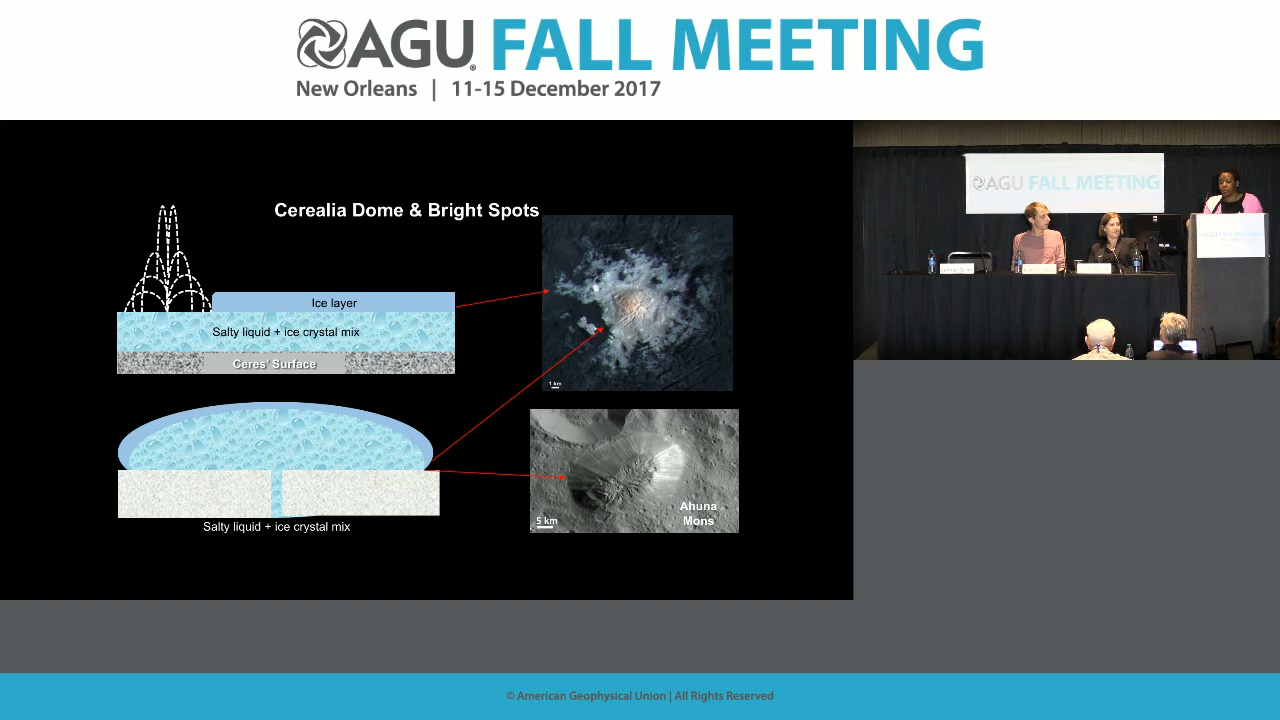 AGU FALL MEETING
New Orleans | 11-15 December 2017
Cerealia Dome & Bright Spots
Ice layer
Salty liquid + ice crystal mix
Ceres' Surface
1 km
Salty liquid + ice crystal mix
5 km
Ahuna
Mons
AGU FALL MEETING
© American Geophysical Union | All Rights Reserved